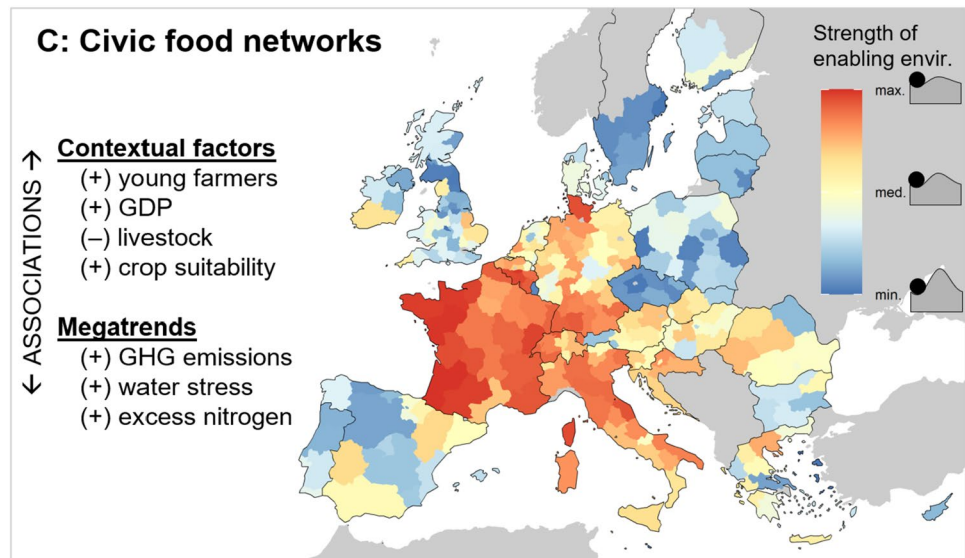 C: Civic food networks
Strength of
enabling envir.
max.
med.
min.
← ASSOCIATIONS →
Contextual factors
(+) young farmers
(+) GDP
(–) livestock
(+) crop suitability
Megatrends
(+) GHG emissions
(+) water stress
(+) excess nitrogen